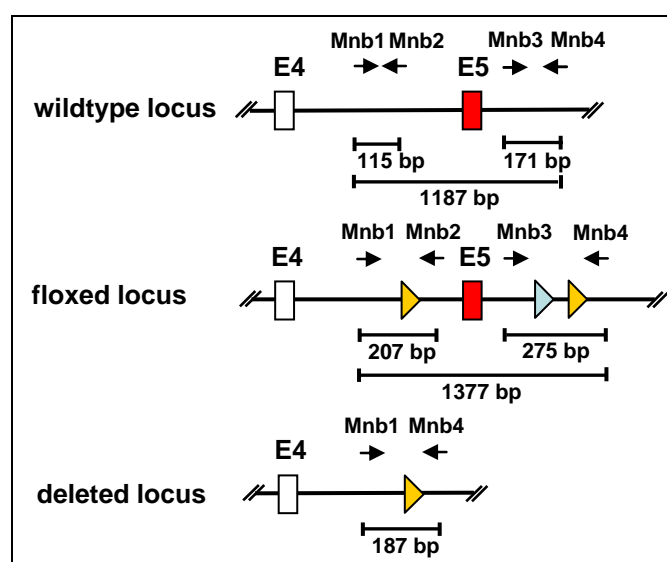 Mnb1 Mnb2 Mnb3 Mnb4
E4 E5
wildtype locus
115 bp 171 bp
1187 bp
Mnb1 Mnb2 Mnb3 Mnb4
E4 E5
floxed locus
207 bp 275 bp
1377 bp
Mnb1 Mnb4
E4
deleted locus
187 bp